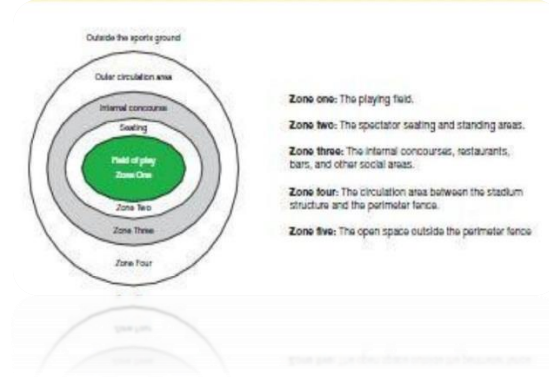 Outside the sports ground
Outer circulation area
Internal concourse
Seating
Field of play
Zone One
Zone Two
Zone Three
Zone Four
Zone one: The playing field.
Zone two: The spectator seating and standing areas.
Zone three: The internal concourses, restaurants,
bars, and other social areas.
Zone four: The circulation area between the stadium
structure and the perimeter fence.
Zone five: The open space outside the perimeter fence